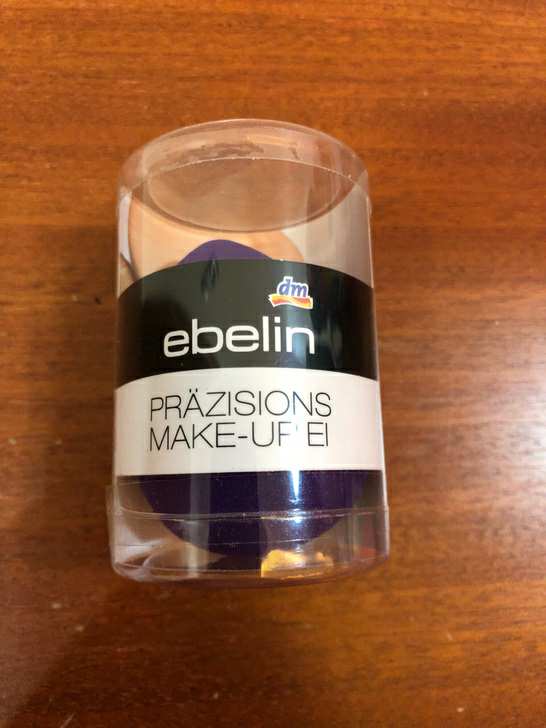 dm
ebelin
PRÄZISIONS
MAKE-UP EI